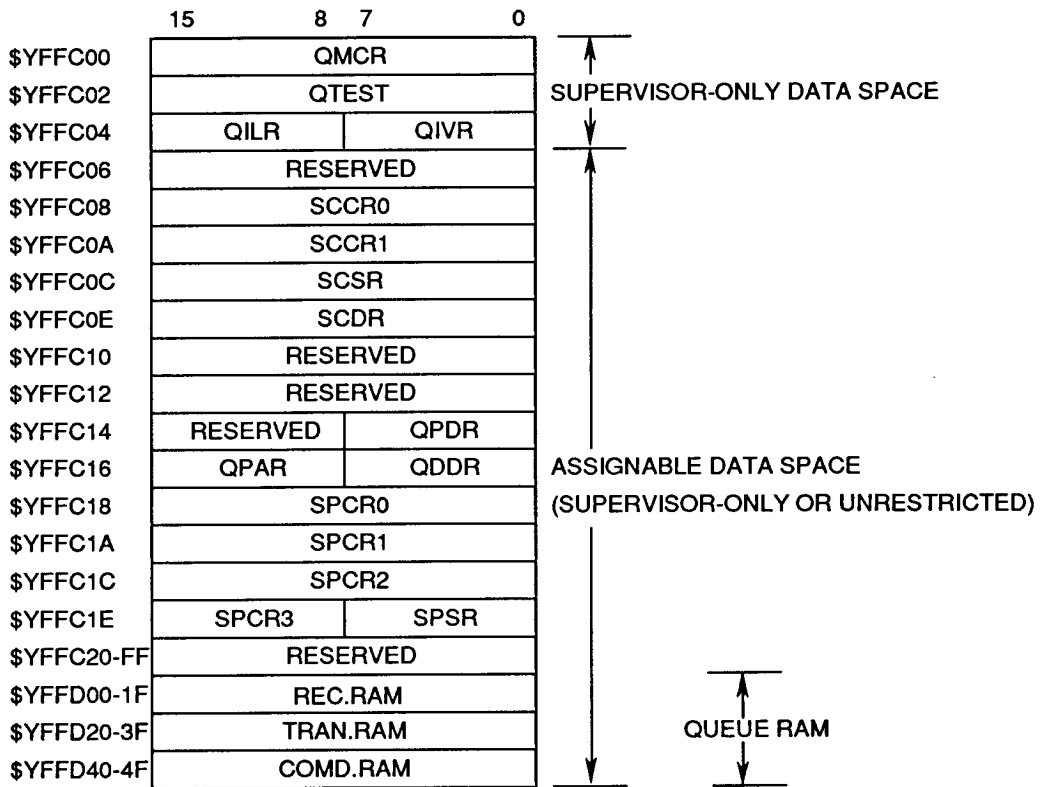 15 8 7 0
$YFFC00 QMCR
$YFFC02 QTEST SUPERVISOR-ONLY DATA SPACE
$YFFC04 QILR QIVR
$YFFC06 RESERVED
$YFFC08 SCCR0
$YFFC0A SCCR1
$YFFC0C SCSR
$YFFC0E SCDR
$YFFC10 RESERVED
$YFFC12 RESERVED
$YFFC14 RESERVED QPDR
$YFFC16 QPAR QDDR ASSIGNABLE DATA SPACE
$YFFC18 SPCR0 (SUPERVISOR-ONLY OR UNRESTRICTED)
$YFFC1A SPCR1
$YFFC1C SPCR2
$YFFC1E SPCR3 SPSR
$YFFC20-FF RESERVED
$YFFD00-1F REC.RAM
$YFFD20-3F TRAN.RAM QUEUE RAM
$YFFD40-4F COMD.RAM